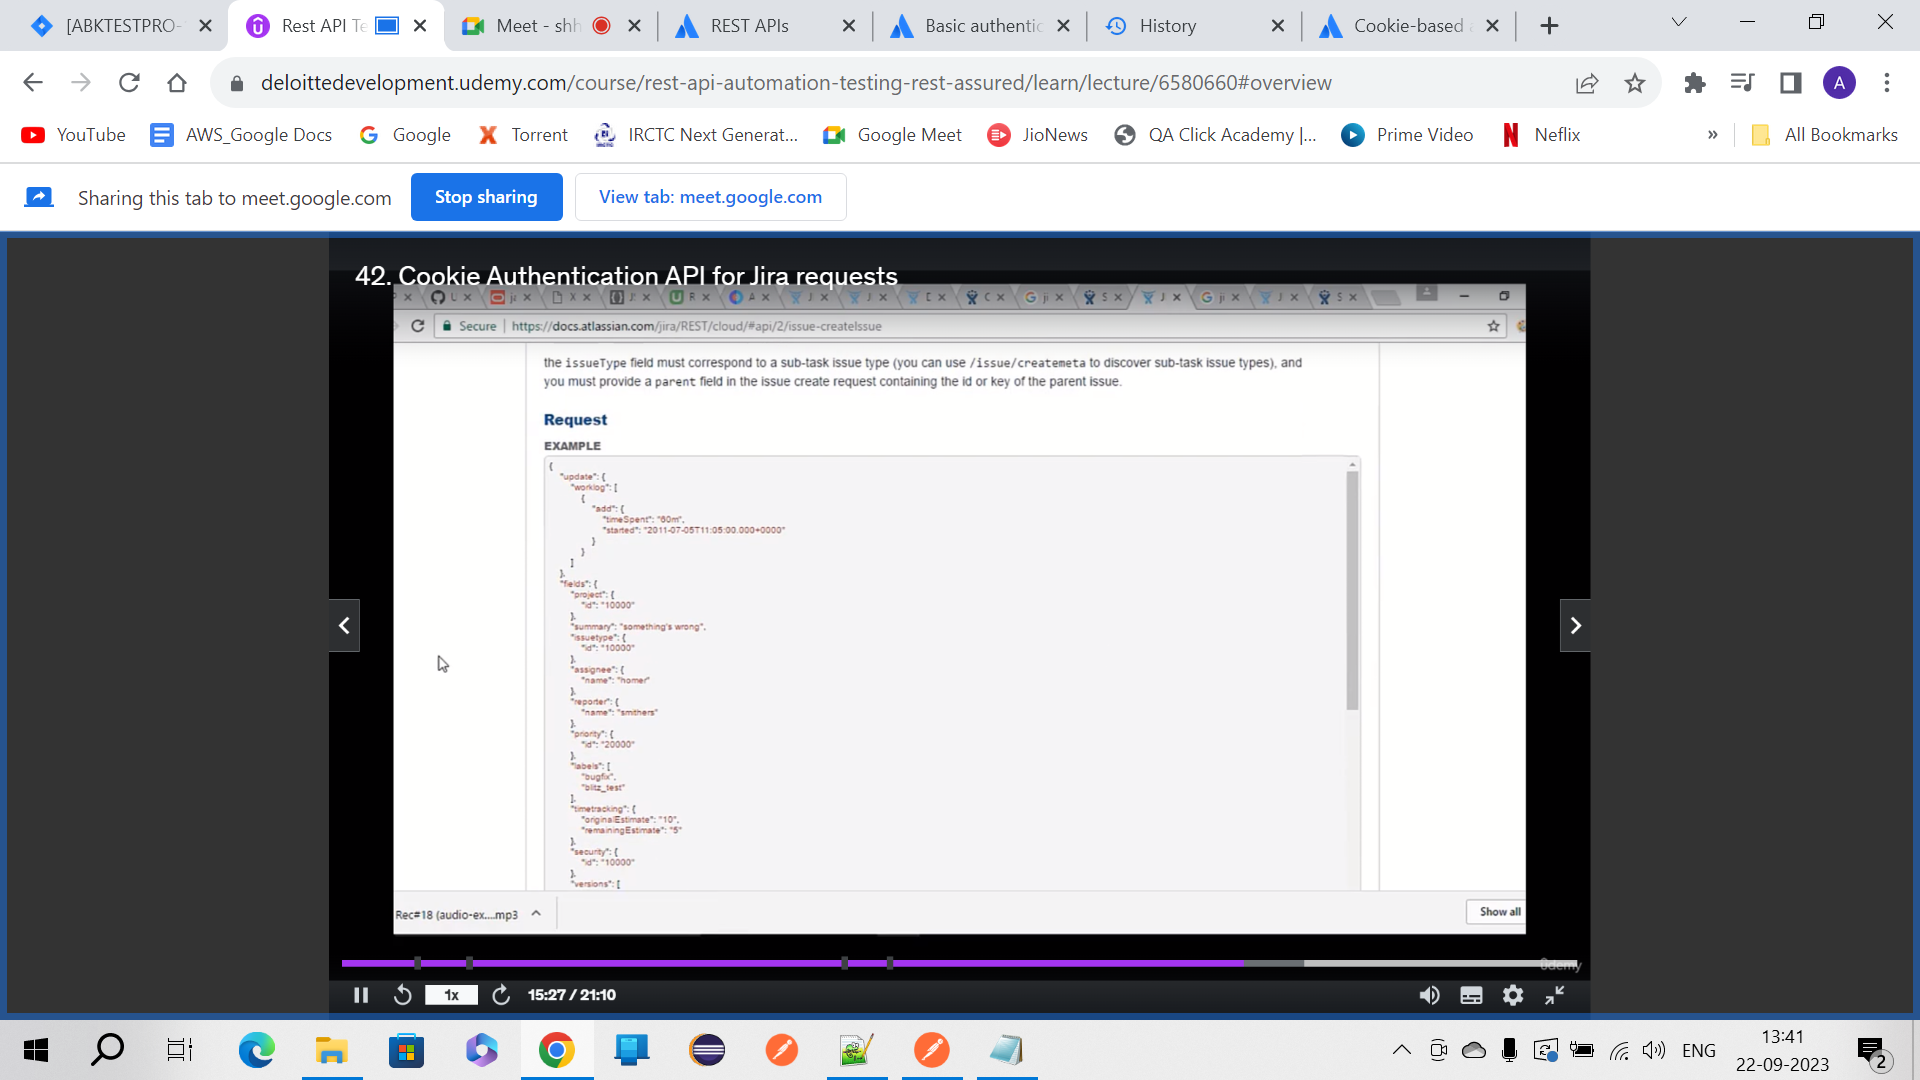 [ABKTESTPRO-
Rest API Te
Meet - shh
REST APIs
Basic authentic
History
Cookie-based a
deloittedevelopment.udemy.com/course/rest-api-automation-testing-rest-assured/learn/lecture/6580660#overview
A
YouTube
AWS_Google Docs
Google
Torrent
IRCTC Next Generat...
Google Meet
JioNews
QA Click Academy |...
Prime Video
Neflix
»
All Bookmarks
Sharing this tab to meet.google.com
Stop sharing
View tab: meet.google.com
42. Cookie Authentication API for Jira requests
Secure | https://docs.atlassian.com/jira/REST/cloud/#api/2/issue-createIssue
the issueType field must correspond to a sub-task issue type (you can use /issue/createmeta to discover sub-task issue types), and
you must provide a parent field in the issue create request containing the id or key of the parent issue.
Request
EXAMPLE
{
"update": {
"worklog": [
{
"add": {
"timeSpent": "60m",
"started": "2011-07-05T11:05:00.000+0000"
}
}
]
},
"fields": {
"project": {
"id": "10000"
},
"summary": "something's wrong",
"issuetype": {
"id": "10000"
},
"assignee": {
"name": "homer"
},
"reporter": {
"name": "smithers"
},
"priority": {
"id": "20000"
},
"labels": [
"bugfix",
"blitz_test"
],
"timetracking": {
"originalEstimate": "10",
"remainingEstimate": "5"
},
"security": {
"id": "10000"
},
"versions": [
Rec#18 (audio-ex....mp3
Show all
ûdemy
1x
15:27 / 21:10
ENG
13:41
22-09-2023
2